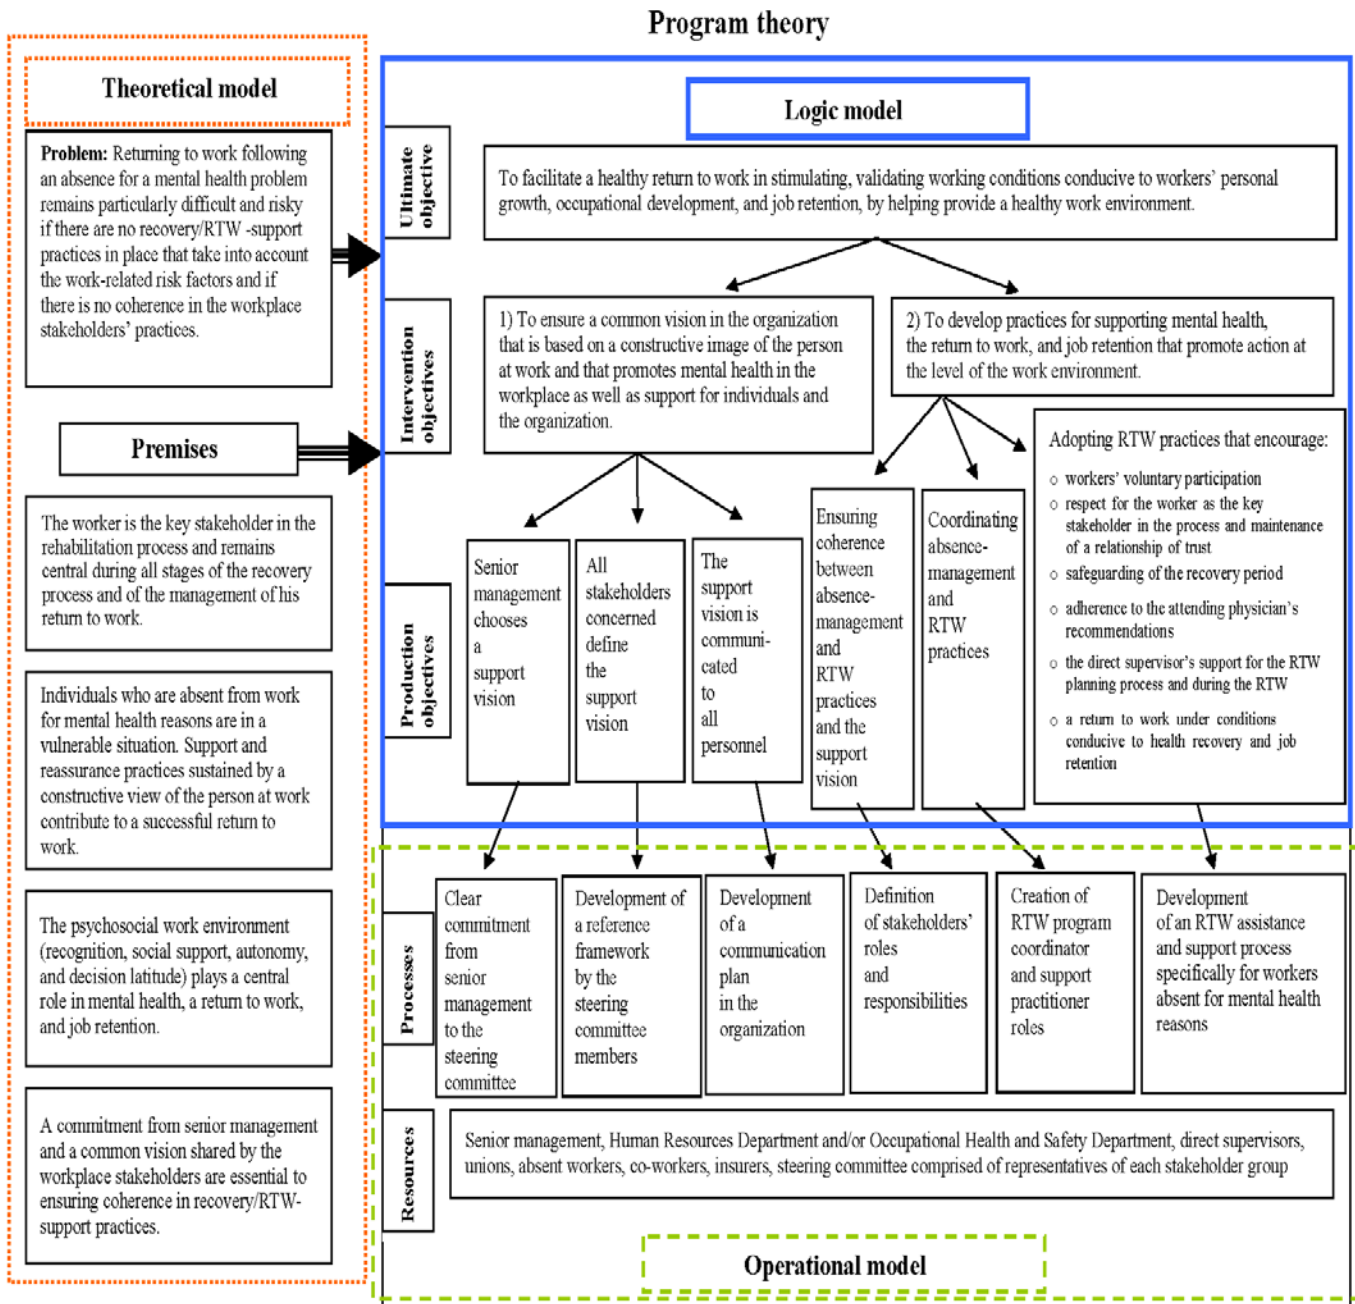 Program theory
Theoretical model
Problem: Returning to work following
an absence for a mental health problem
remains particularly difficult and risky
if there are no recovery/RTW -support
practices in place that take into account
the work-related risk factors and if
there is no coherence in the workplace
stakeholders' practices.
Premises
The worker is the key stakeholder in the
rehabilitation process and remains
central during all stages of the recovery
process and of the management of his
return to work.
Individuals who are absent from work
for mental health reasons are in a
vulnerable situation. Support and
reassurance practices sustained by a
constructive view of the person at work
contribute to a successful return to
work.
The psychosocial work environment
(recognition, social support, autonomy,
and decision latitude) plays a central
role in mental health, a return to work,
and job retention.
A commitment from senior management
and a common vision shared by the
workplace stakeholders are essential to
ensuring coherence in recovery/RTW-
support practices.
Logic model
Ultimate
objective
To facilitate a healthy return to work in stimulating, validating working conditions conducive to workers' personal
growth, occupational development, and job retention, by helping provide a healthy work environment.
Intervention
objectives
1) To ensure a common vision in the organization
that is based on a constructive image of the person
at work and that promotes mental health in the
workplace as well as support for individuals and
the organization.
2) To develop practices for supporting mental health,
the return to work, and job retention that promote action at
the level of the work environment.
Production
objectives
Senior
management
chooses
a
support
vision
All
stakeholders
concerned
define
the
support
vision
The
support
vision is
communi-
cated
to
all
personnel
Ensuring
coherence
between
absence-
management
and
RTW
practices
and the
support
vision
Coordinating
absence-
management
and
RTW
practices
Adopting RTW practices that encourage:
o workers' voluntary participation
o respect for the worker as the key
stakeholder in the process and maintenance
of a relationship of trust
o safeguarding of the recovery period
o adherence to the attending physician's
recommendations
o the direct supervisor's support for the RTW
planning process and during the RTW
o a return to work under conditions
conducive to health recovery and job
retention
Processes
Clear
commitment
from
senior
management
to the
steering
committee
Development of
a reference
framework
by the
steering
committee
members
Development
of a
communication
plan
in the
organization
Definition
of stakeholders'
roles
and
responsibilities
Creation of
RTW program
coordinator
and support
practitioner
roles
Development
of an RTW assistance
and support process
specifically for workers
absent for mental health
reasons
Resources
Senior management, Human Resources Department and/or Occupational Health and Safety Department, direct supervisors,
unions, absent workers, co-workers, insurers, steering committee comprised of representatives of each stakeholder group
Operational model